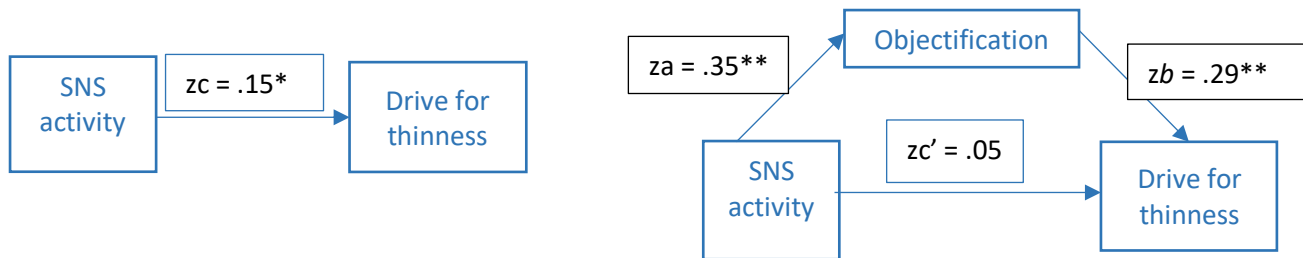 SNS
activity
zc = .15*
Drive for
thinness
za = .35**
Objectification
zb = .29**
SNS
activity
zc’ = .05
Drive for
thinness